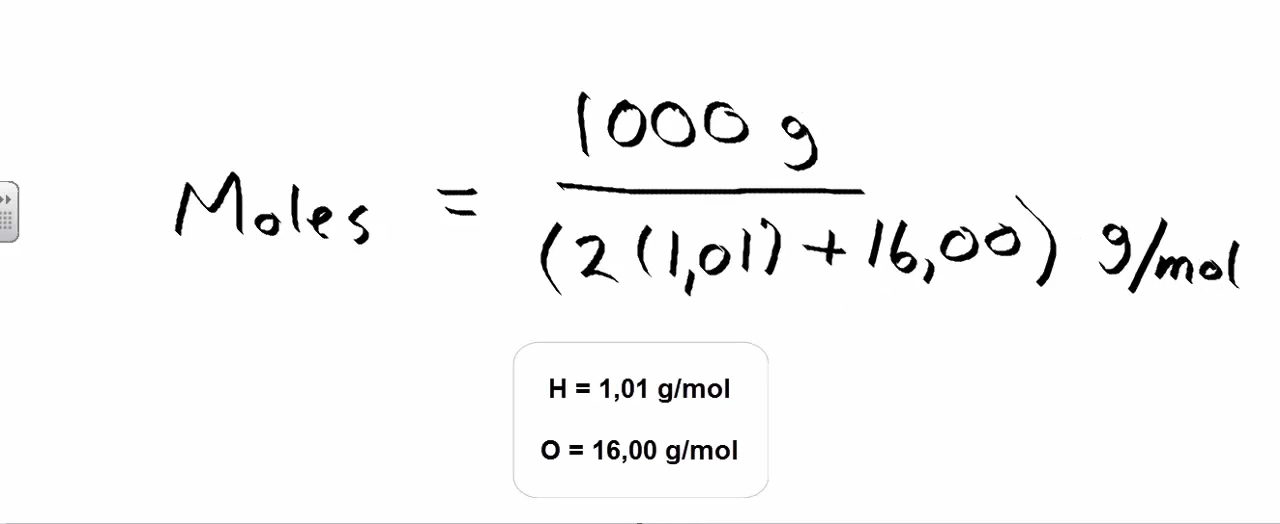 1000 g
Moles =
(2(1,01) + 16,00) g/mol
H = 1,01 g/mol
O = 16,00 g/mol